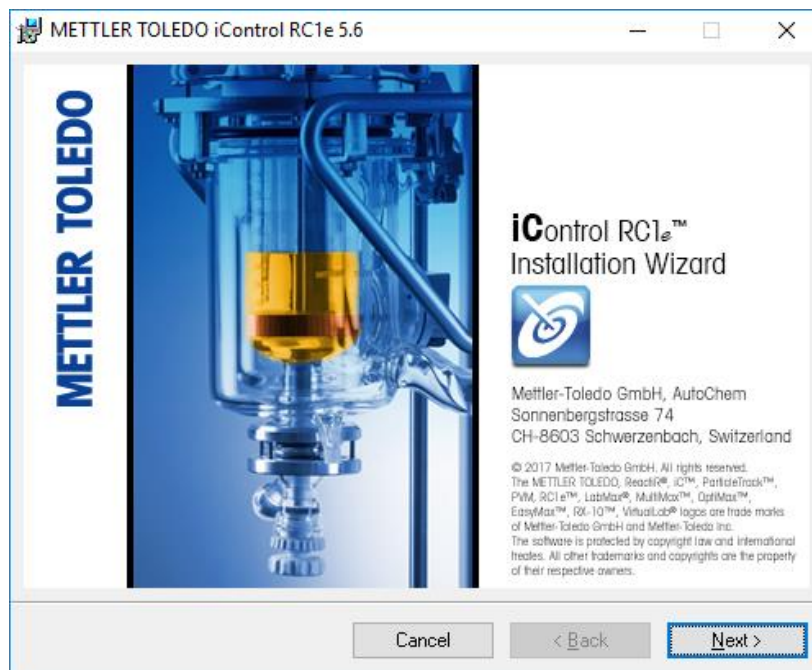 METTLER TOLEDO iControl RC1e 5.6
METTLER TOLEDO
iControl RC1e™
Installation Wizard
Mettler-Toledo GmbH, AutoChem
Sonnenbergstrasse 74
CH-8603 Schwerzenbach, Switzerland
© 2017 Mettler-Toledo GmbH. All rights reserved.
The METTLER TOLEDO, ReactIR®, iC™, ParticleTrack™,
PVM, RC1e™, LabMax®, MultiMax™, OptiMax™,
EasyMax™, RX-10™, VirtualLab® logos are trade marks
of Mettler-Toledo GmbH and Mettler-Toledo Inc.
The software is protected by copyright law and international
treaties. All other trademarks and copyrights are the property
of their respective owners.
Cancel
< Back
Next >